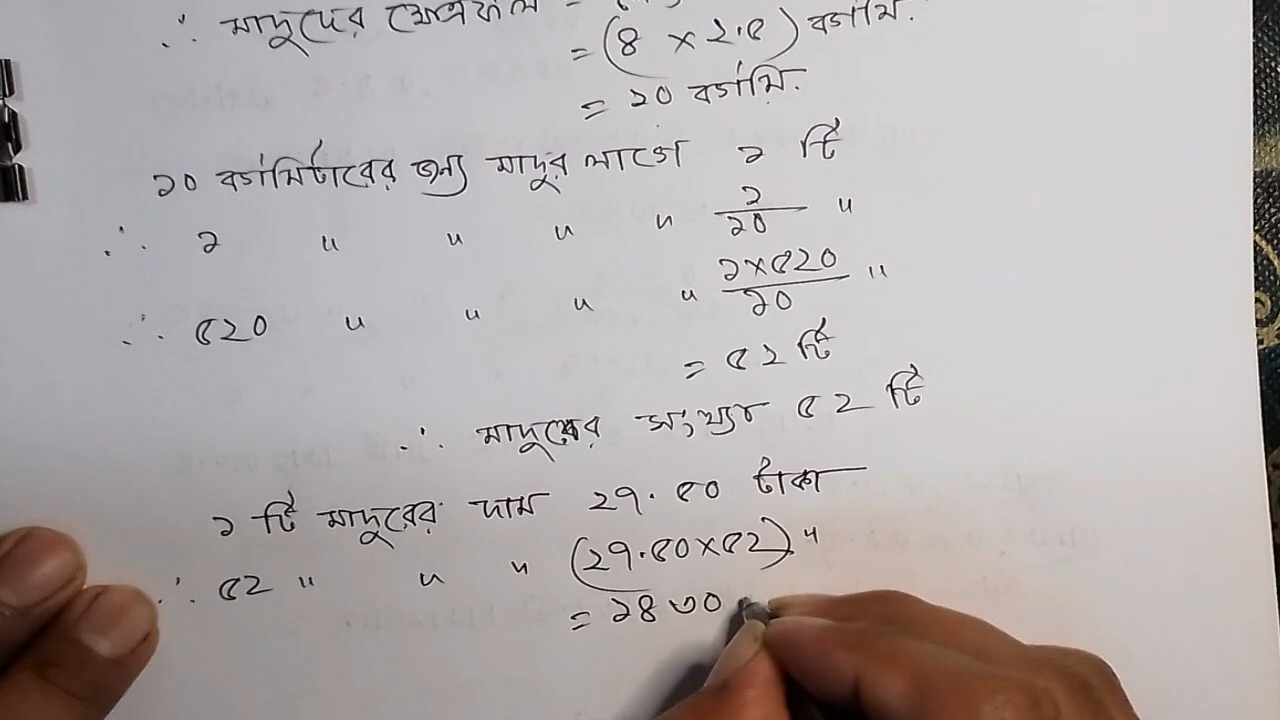 ∴ মাদুরের ক্ষেত্রফল =
= (৪ × ২.৫) বর্গমি.
= ১০ বর্গমি.
১০ বর্গমিটারের জন্য মাদুর লাগে ১ টি
∴ ১ " " " " ১/১০ "
∴ ৫২০ " " " " ১×৫২০/১০ "
= ৫২ টি
∴ মাদুরের সংখ্যা ৫২ টি
১ টি মাদুরের দাম ২৭.৫০ টাকা
∴ ৫২ " " " (২৭.৫০×৫২) "
= ১৪৩০